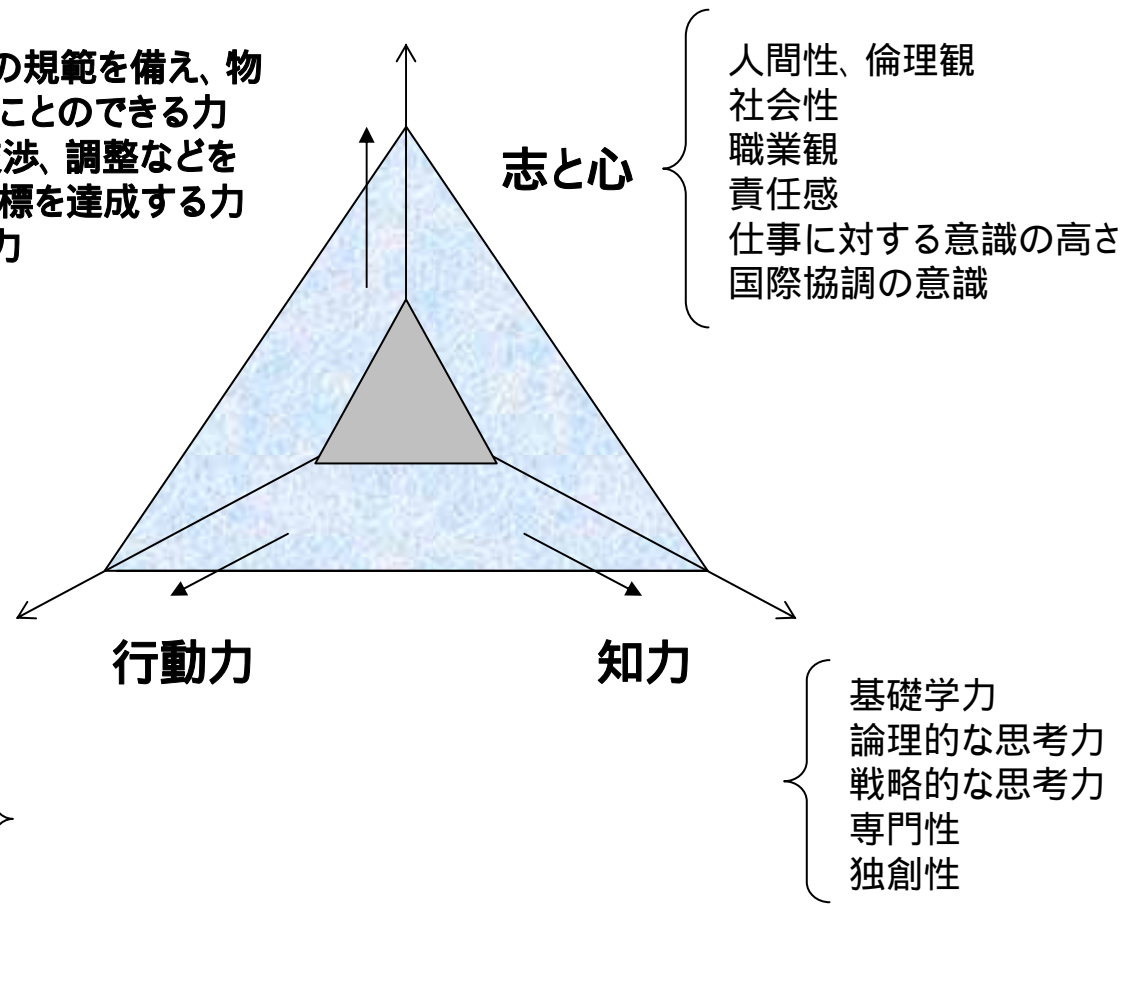 の規範を備え、物
ことのできる力
渉、調整などを
標を達成する力
力
志と心
人間性、倫理観
社会性
職業観
責任感
仕事に対する意識の高さ
国際協調の意識
行動力
知力
基礎学力
論理的な思考力
戦略的な思考力
専門性
独創性